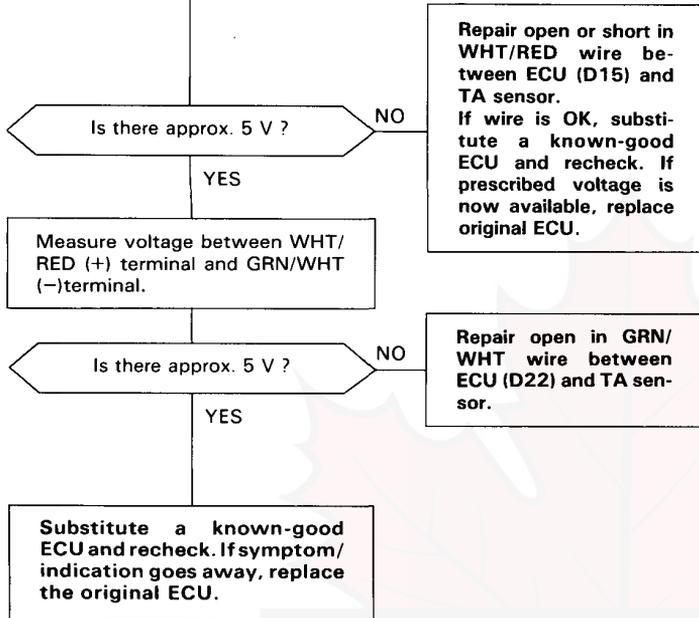 Is there approx. 5 V ?
NO
Repair open or short in
WHT/RED wire be-
tween ECU (D15) and
TA sensor.
If wire is OK, substi-
tute a known-good
ECU and recheck. If
prescribed voltage is
now available, replace
original ECU.
YES
Measure voltage between WHT/
RED (+) terminal and GRN/WHT
(−)terminal.
Is there approx. 5 V ?
NO
Repair open in GRN/
WHT wire between
ECU (D22) and TA sen-
sor.
YES
Substitute a known-good
ECU and recheck. If symptom/
indication goes away, replace
the original ECU.